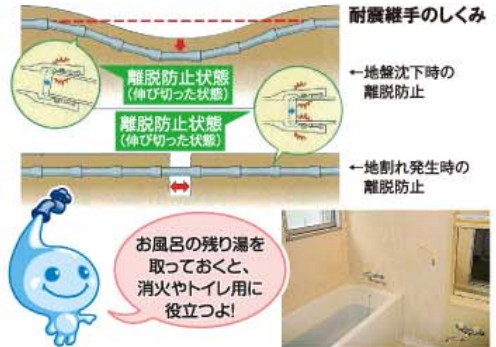 耐震継手のしくみ
離脱防止状態
(伸び切った状態)
←地盤沈下時の
離脱防止
離脱防止状態
(伸び切った状態)
←地割れ発生時の
離脱防止
お風呂の残り湯を
取っておくと、
消火やトイレ用に
役立つよ!